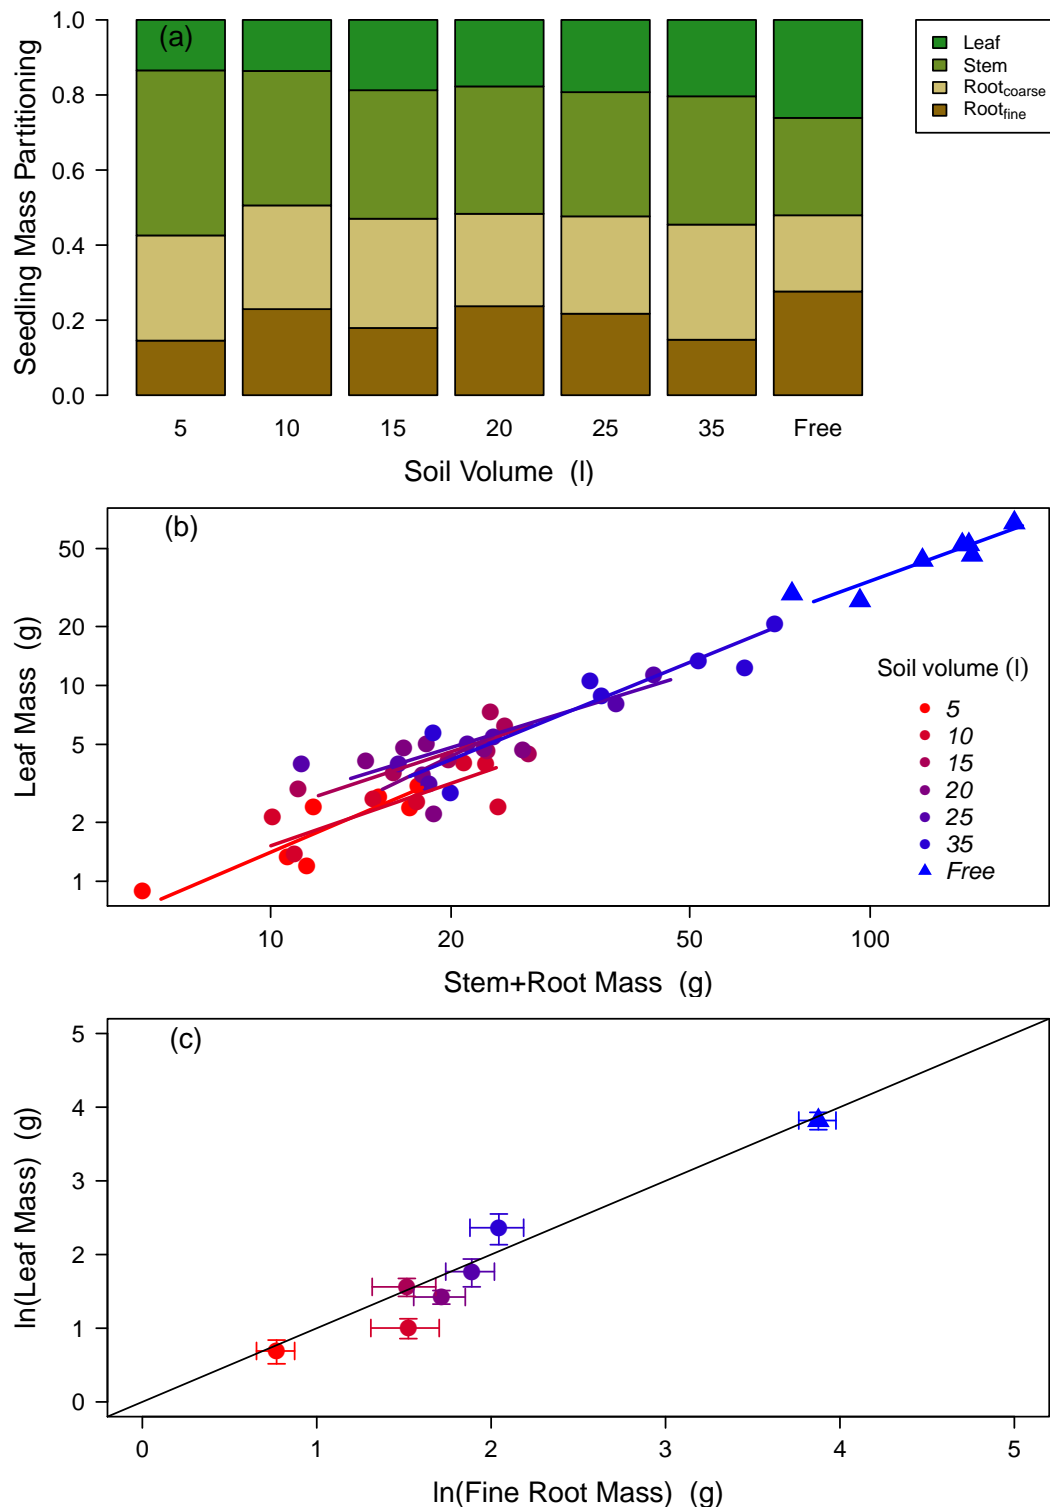 (a)
1.0
0.8
0.6
0.4
0.2
0.0
Seedling Mass Partitioning
5 10 15 20 25 35 Free
Soil Volume (l)
Leaf
Stem
Rootcoarse
Rootfine
(b)
50
20
10
5
2
1
Leaf Mass (g)
10 20 50 100
Stem+Root Mass (g)
Soil volume (l)
5
10
15
20
25
35
Free
(c)
5
4
3
2
1
0
ln(Leaf Mass) (g)
0 1 2 3 4 5
ln(Fine Root Mass) (g)